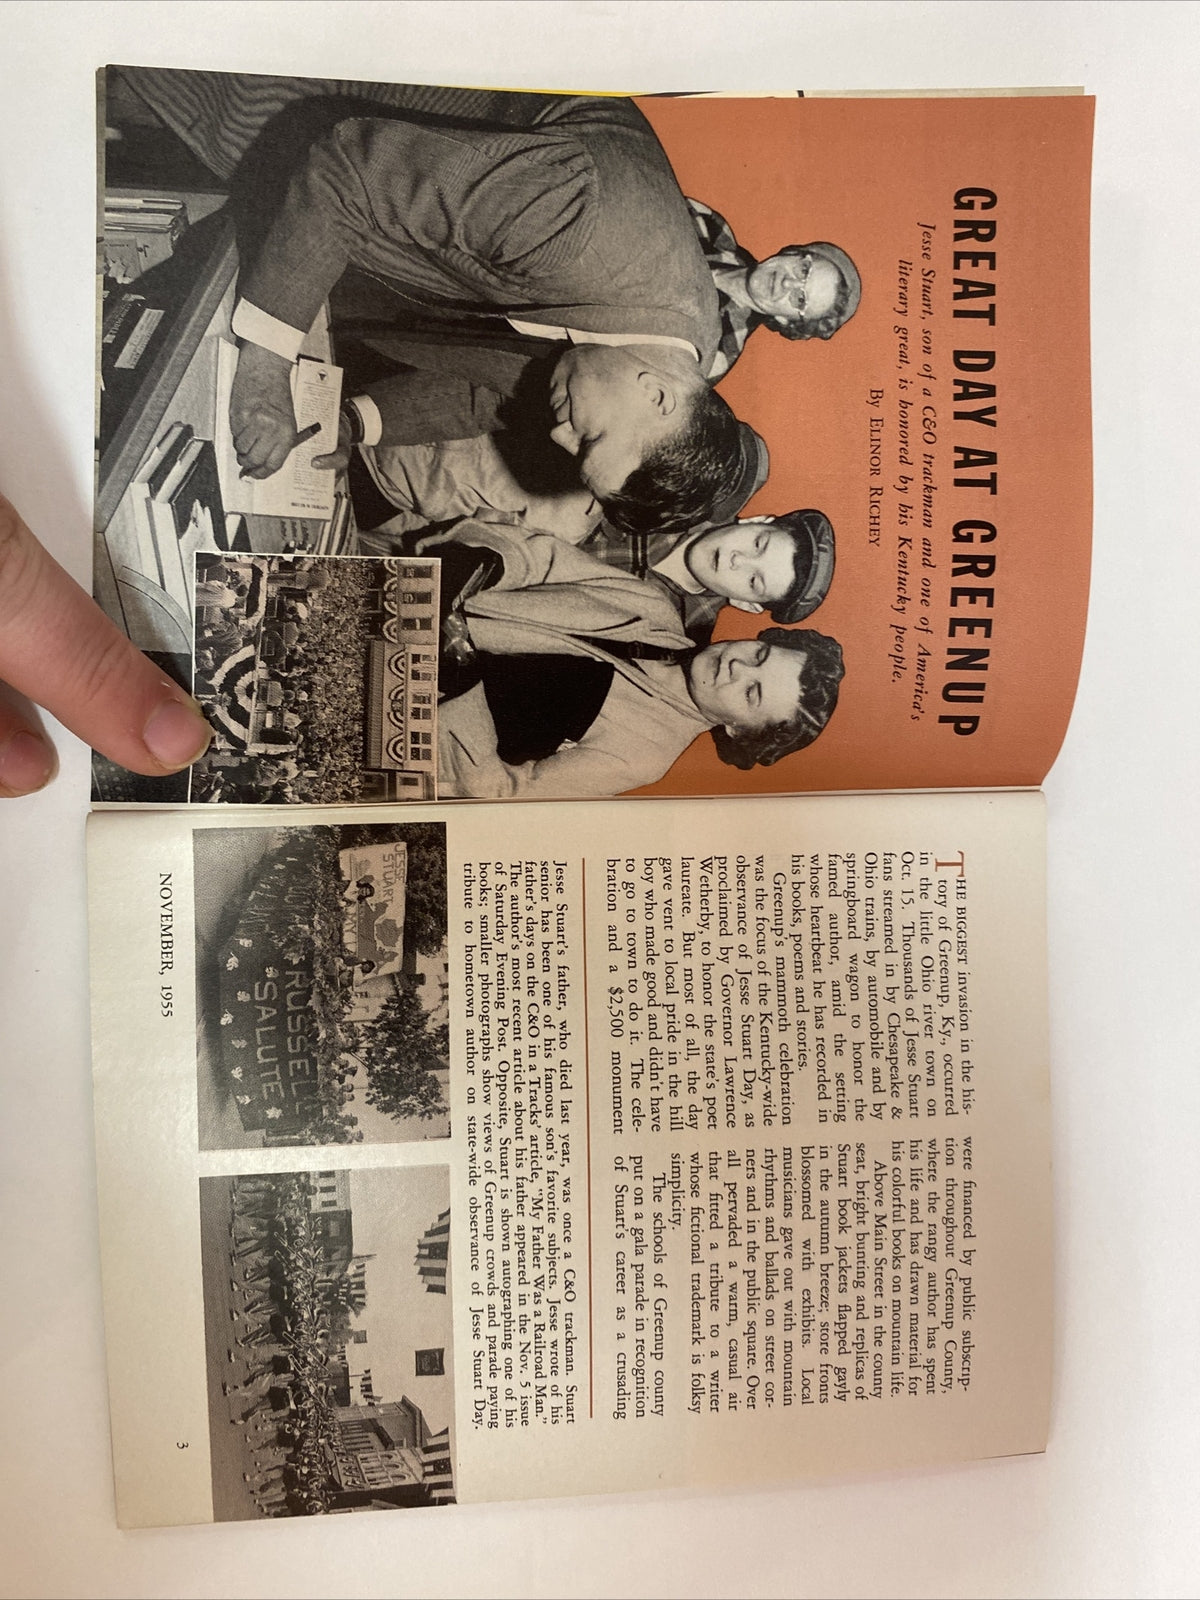 GREAT DAY AT GREENUP
Jesse Stuart, son of a C&O trackman and one of America's
literary great, is honored by his Kentucky people.
By ELINOR RICHEY
THE BIGGEST invasion in the his-
tory of Greenup, Ky., occurred
in the little Ohio river town on
Oct. 15. Thousands of Jesse Stuart
fans streamed in by Chesapeake &
Ohio trains, by automobile and by
springboard wagon to honor the
famed author, amid the setting
whose heartbeat he has recorded in
his books, poems and stories.
Greenup's mammoth celebration
was the focus of the Kentucky-wide
observance of Jesse Stuart Day, as
proclaimed by Governor Lawrence
Wetherby, to honor the state's poet
laureate. But most of all, the day
gave vent to local pride in the hill
boy who made good and didn't have
to go to town to do it. The cele-
bration and a $2,500 monument
were financed by public subscrip-
tion throughout Greenup County,
where the rangy author has spent
his life and has drawn material for
his colorful books on mountain life.
Above Main Street in the county
seat, bright bunting and replicas of
Stuart book jackets flapped gayly
in the autumn breeze; store fronts
blossomed with exhibits. Local
musicians gave out with mountain
rhythms and ballads on street cor-
ners and in the public square. Over
all pervaded a warm, casual air
that fitted a tribute to a writer
whose fictional trademark is folksy
simplicity.
The schools of Greenup county
put on a gala parade in recognition
of Stuart's career as a crusading
Jesse Stuart's father, who died last year, was once a C&O trackman. Stuart
senior has been one of his famous son's favorite subjects. Jesse wrote of his
father's days on the C&O in a Tracks' article, "My Father Was a Railroad Man."
The author's most recent article about his father appeared in the Nov. 5 issue
of Saturday Evening Post. Opposite, Stuart is shown autographing one of his
books; smaller photographs show views of Greenup crowds and parade paying
tribute to hometown author on state-wide observance of Jesse Stuart Day.
JESSE
STUART
DAY
RUSSELL
SALUTE
NOVEMBER, 1955
3